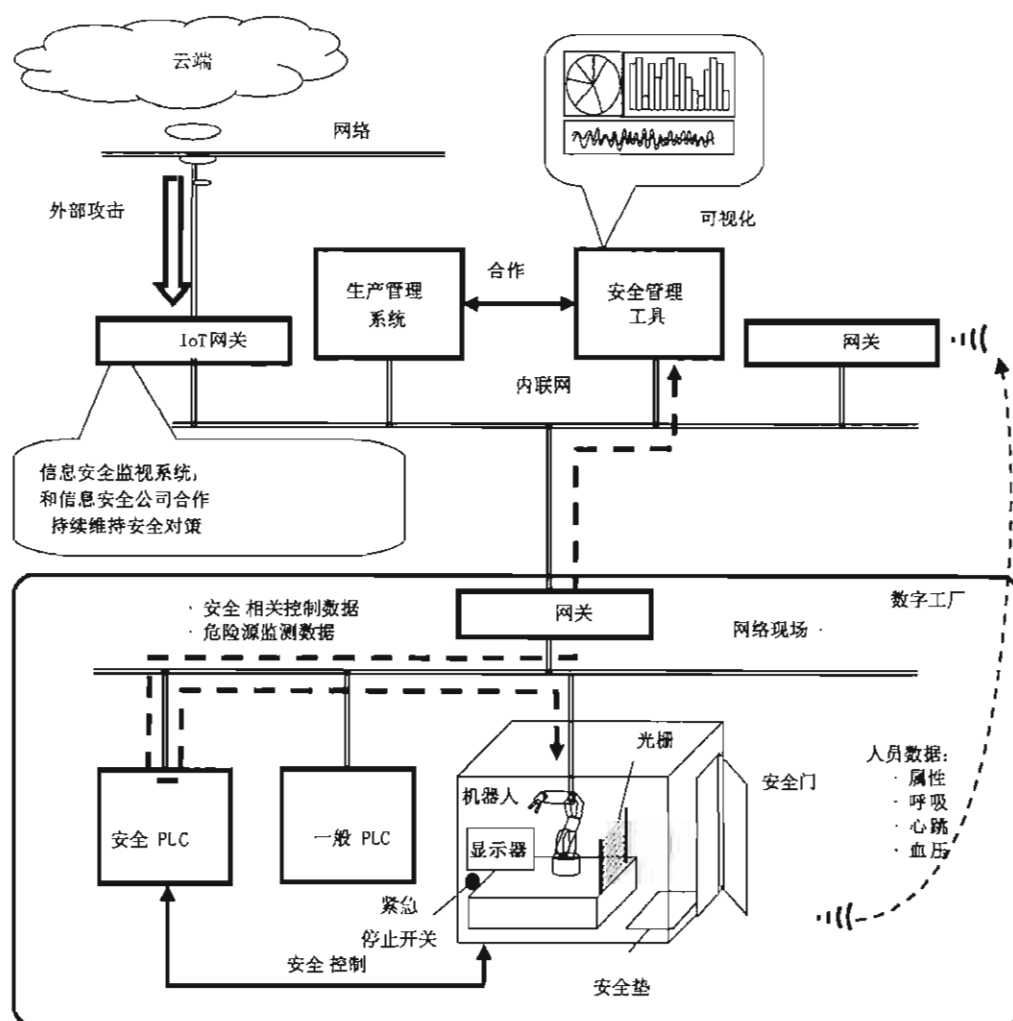 云端
网络
外部攻击
可视化
生产管理
系统
合作
安全管理
工具
IoT网关
网关
内联网
信息安全监视系统,
和信息安全公司合作
持续维持安全对策
· 安全 相关控制数据
· 危险源监测数据
网关
数字工厂
网络现场 ·
安全 PLC
一般 PLC
机器人
光栅
显示器
安全门
人员数据:
· 属性
· 呼吸
· 心跳
· 血压
紧急
停止开关
安全 控制
安全垫